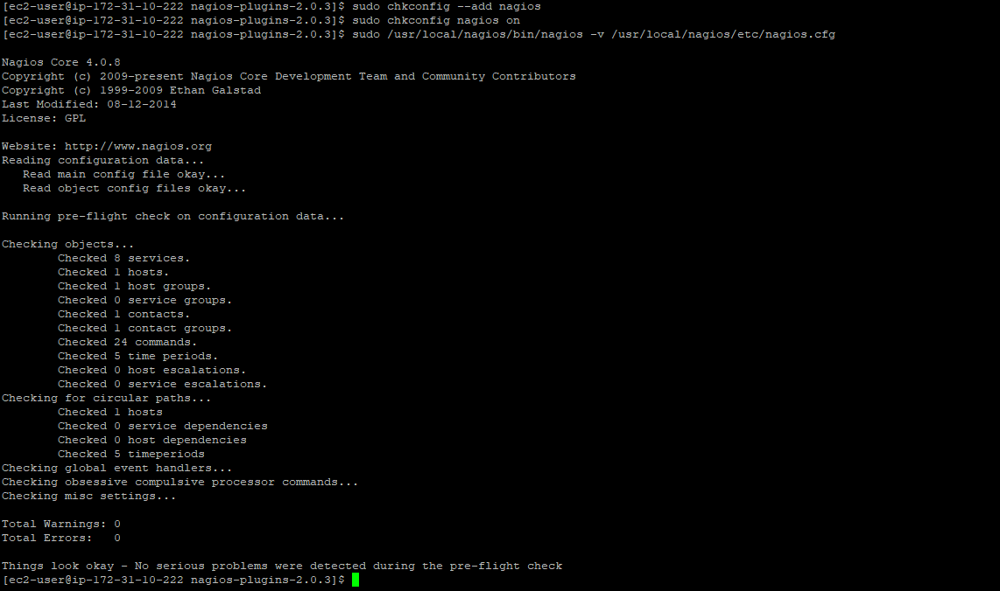 [ec2-user@ip-172-31-10-222 nagios-plugins-2.0.3]$ sudo chkconfig --add nagios
[ec2-user@ip-172-31-10-222 nagios-plugins-2.0.3]$ sudo chkconfig nagios on
[ec2-user@ip-172-31-10-222 nagios-plugins-2.0.3]$ sudo /usr/local/nagios/bin/nagios -v /usr/local/nagios/etc/nagios.cfg

Nagios Core 4.0.8
Copyright (c) 2009-present Nagios Core Development Team and Community Contributors
Copyright (c) 1999-2009 Ethan Galstad
Last Modified: 08-12-2014
License: GPL

Website: http://www.nagios.org
Reading configuration data...
   Read main config file okay...
   Read object config files okay...

Running pre-flight check on configuration data...

Checking objects...
        Checked 8 services.
        Checked 1 hosts.
        Checked 1 host groups.
        Checked 0 service groups.
        Checked 1 contacts.
        Checked 1 contact groups.
        Checked 24 commands.
        Checked 5 time periods.
        Checked 0 host escalations.
        Checked 0 service escalations.
Checking for circular paths...
        Checked 1 hosts
        Checked 0 service dependencies
        Checked 0 host dependencies
        Checked 5 timeperiods
Checking global event handlers...
Checking obsessive compulsive processor commands...
Checking misc settings...

Total Warnings: 0
Total Errors:   0

Things look okay - No serious problems were detected during the pre-flight check
[ec2-user@ip-172-31-10-222 nagios-plugins-2.0.3]$